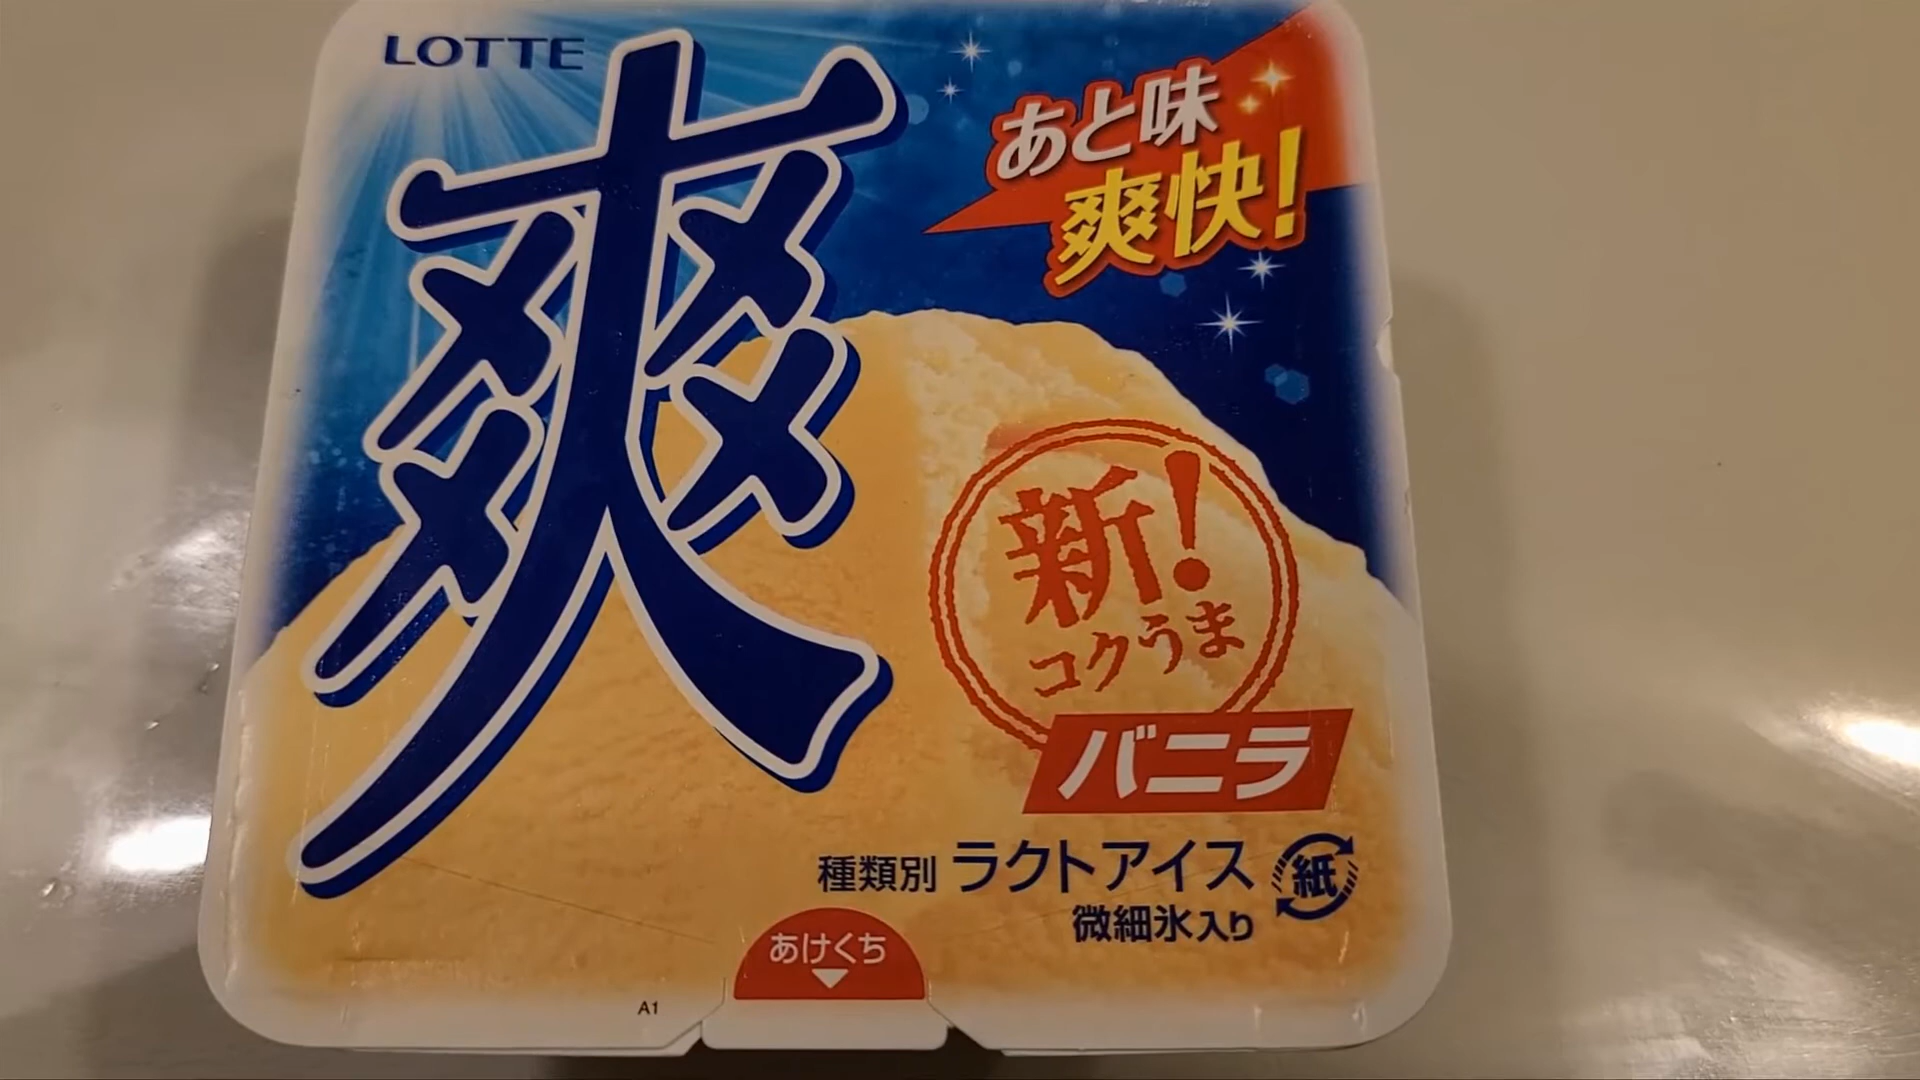 LOTTE
爽
あと味
爽快!
新!
コクうま
バニラ
種類別 ラクトアイス
微細氷入り
紙
あけくち
A1